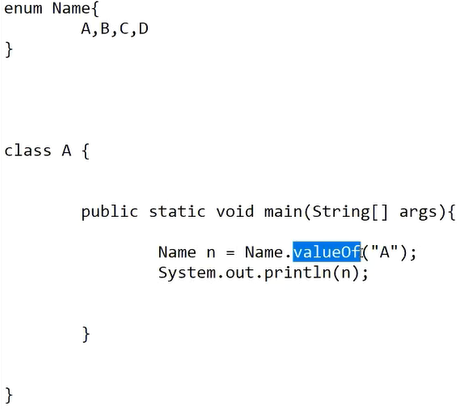 enum Name{
A,B,C,D
}
class A {
public static void main(String[] args){
Name n = Name.valueOf("A");
System.out.println(n);
}
}